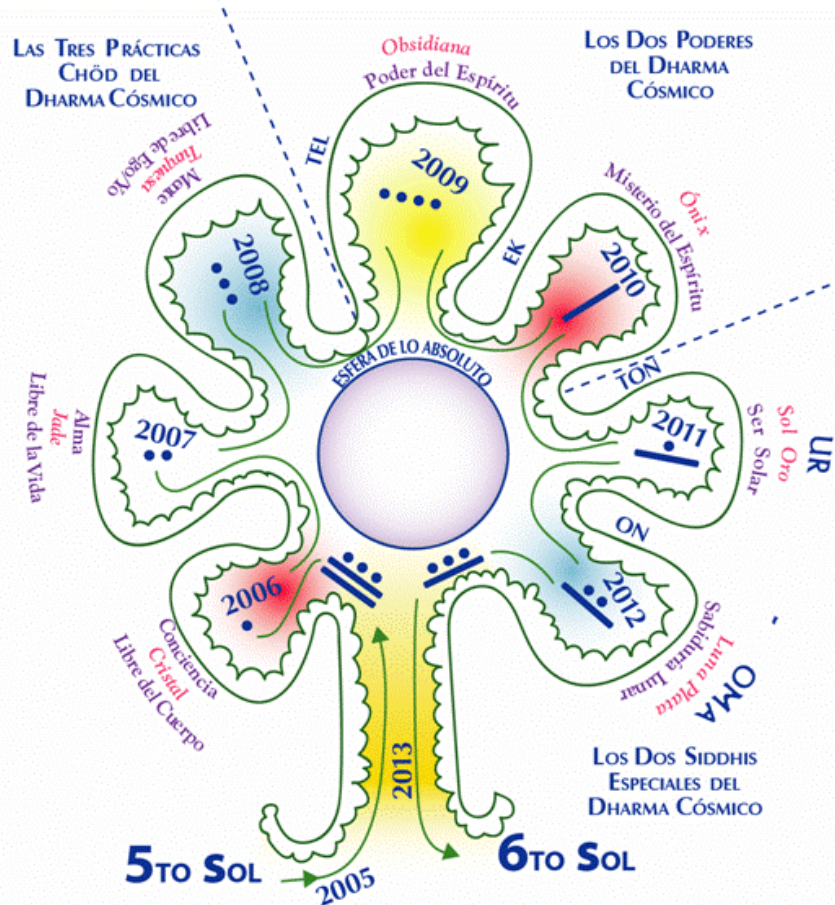 LAS TRES PRÁCTICAS
CHÖD DEL
DHARMA CÓSMICO
Obsidiana
Poder del Espíritu
LOS DOS PODERES
DEL DHARMA
CÓSMICO
Libre de Ego/Yo
Turquesa
Mente
TEL
2009
EK
Ónix
Misterio del Espíritu
2008
2010
ESFERA DE LO ABSOLUTO
TON
Alma
Jade
Libre de la Vida
2007
2011
Sol Oro
Ser Solar
UR
ON
2006
2012
Conciencia
Cristal
Libre del Cuerpo
Sabiduría Lunar
Luna Plata
OMA
LOS DOS SIDDHIS
ESPECIALES DEL
DHARMA CÓSMICO
2013
5TO SOL
2005
6TO SOL